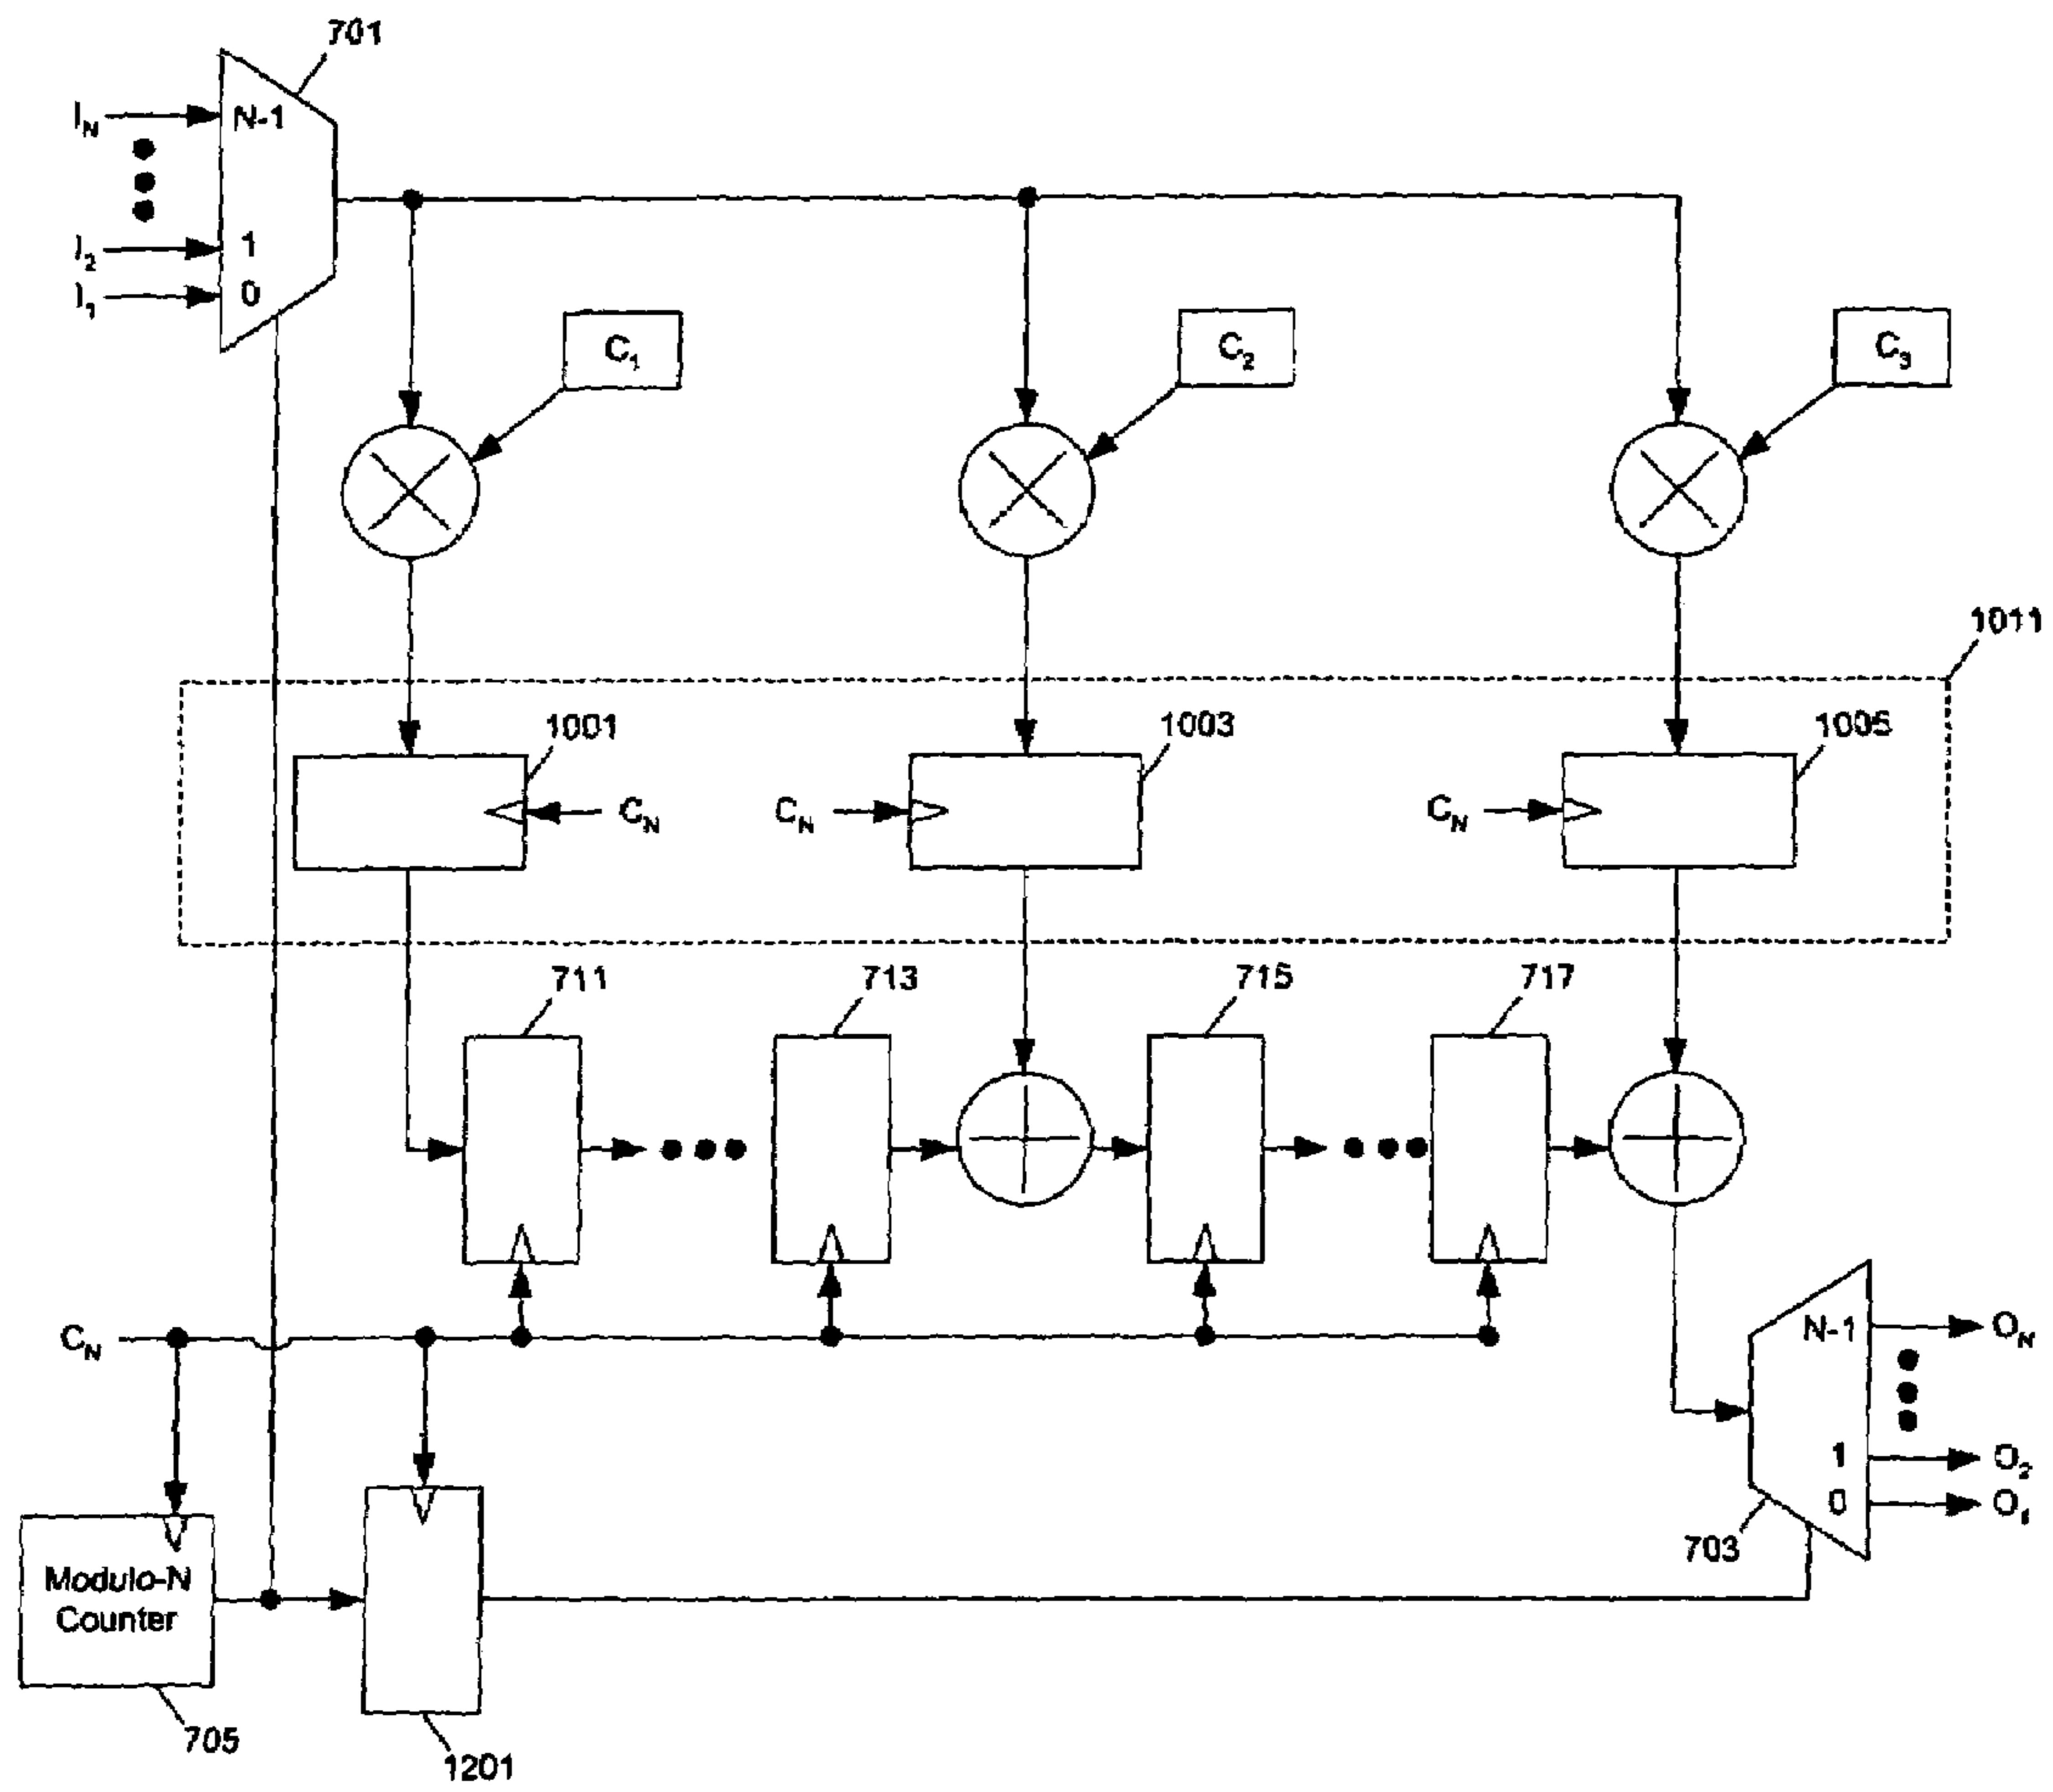 701
I_N
N-1
I_2
1
I_1
0
C_1
C_2
C_3
1011
1001
1003
1005
C_N
C_N
C_N
711
713
715
717
C_N
N-1
O_N
1
O_2
0
O_1
703
Modulo-N
Counter
705
1201